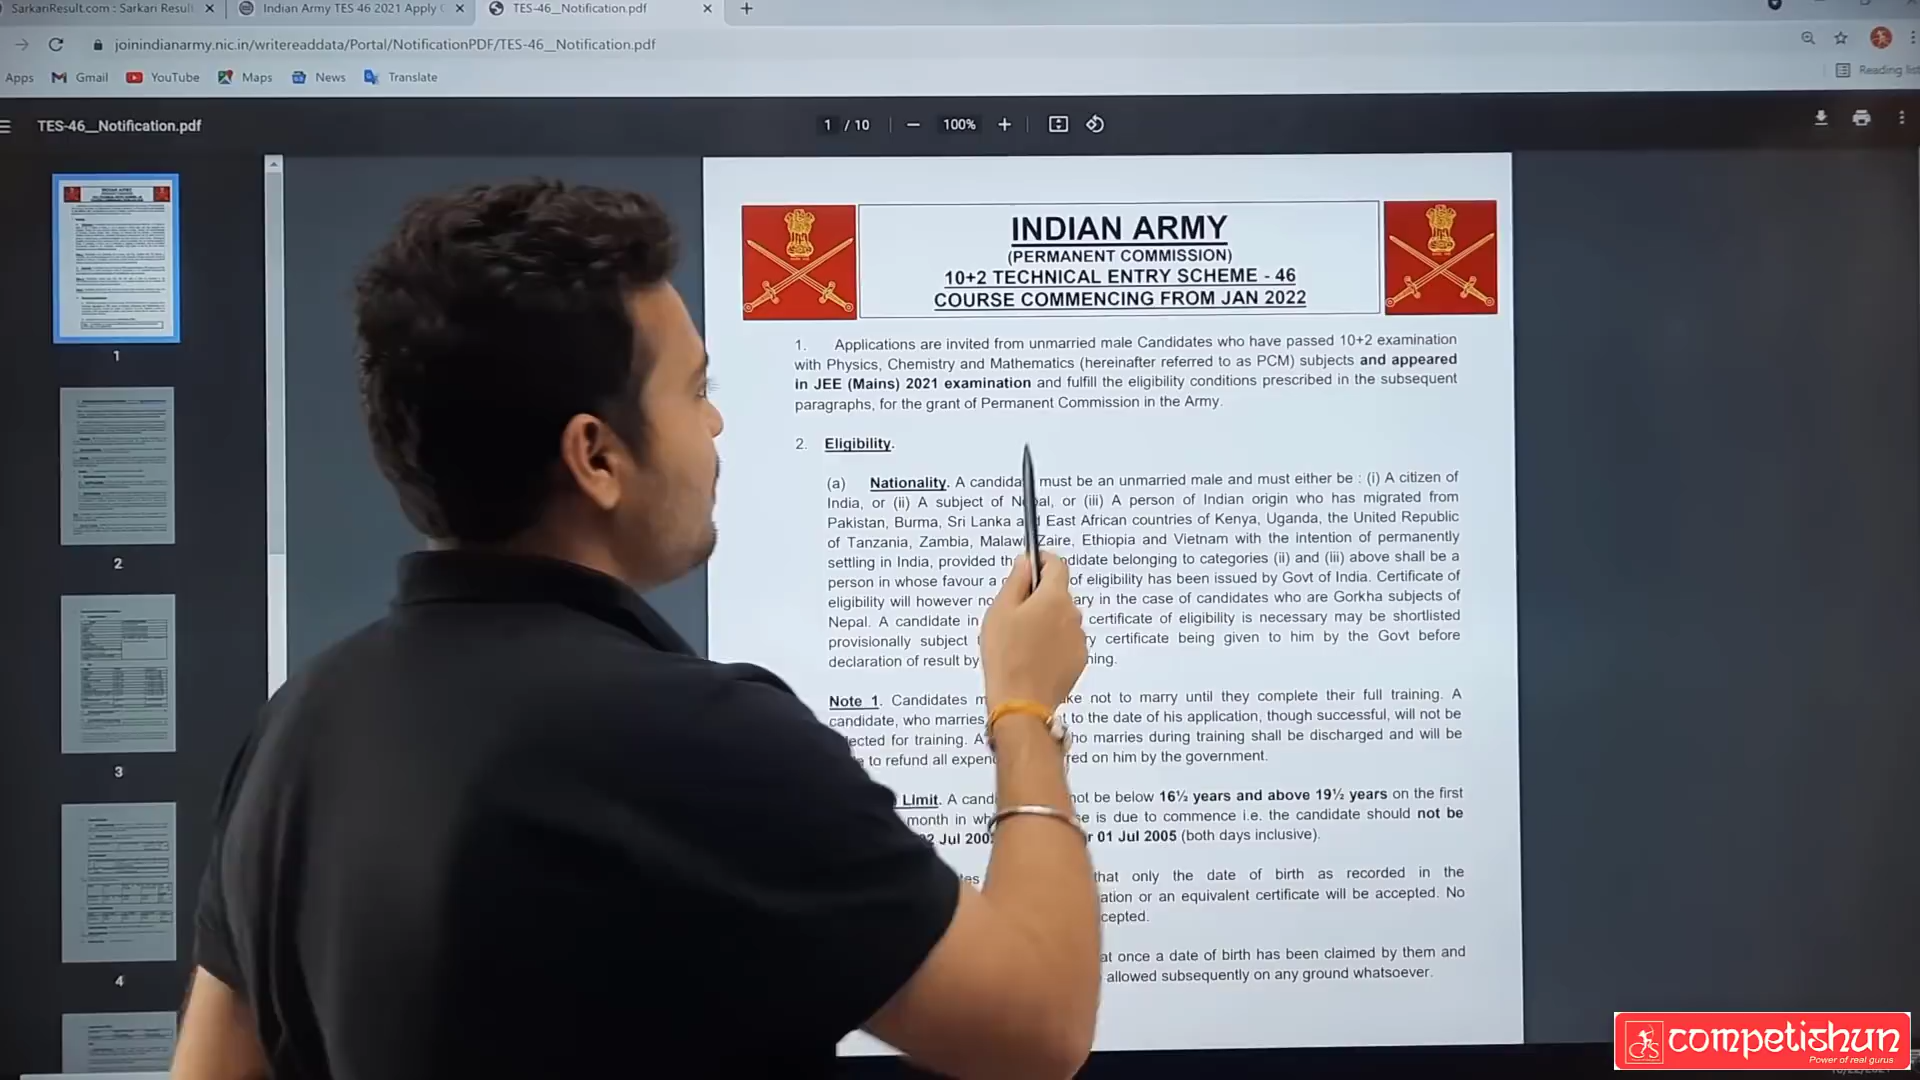 SarkariResult.com : Sarkari Resul
Indian Army TES 46 2021 Apply
TES-46__Notification.pdf
joinindianarmy.nic.in/writereaddata/Portal/NotificationPDF/TES-46__Notification.pdf
Apps Gmail YouTube Maps News Translate
Reading list
TES-46__Notification.pdf
1 / 10
100%
1
2
3
4
INDIAN ARMY
(PERMANENT COMMISSION)
10+2 TECHNICAL ENTRY SCHEME - 46
COURSE COMMENCING FROM JAN 2022
1. Applications are invited from unmarried male Candidates who have passed 10+2 examination
with Physics, Chemistry and Mathematics (hereinafter referred to as PCM) subjects and appeared
in JEE (Mains) 2021 examination and fulfill the eligibility conditions prescribed in the subsequent
paragraphs, for the grant of Permanent Commission in the Army.
2. Eligibility.
(a) Nationality. A candida must be an unmarried male and must either be : (i) A citizen of
India, or (ii) A subject of Nepal, or (iii) A person of Indian origin who has migrated from
Pakistan, Burma, Sri Lanka and East African countries of Kenya, Uganda, the United Republic
of Tanzania, Zambia, Malawi, Zaire, Ethiopia and Vietnam with the intention of permanently
settling in India, provided th ndidate belonging to categories (ii) and (iii) above shall be a
person in whose favour a of eligibility has been issued by Govt of India. Certificate of
eligibility will however no ary in the case of candidates who are Gorkha subjects of
Nepal. A candidate in certificate of eligibility is necessary may be shortlisted
provisionally subject y certificate being given to him by the Govt before
declaration of result by ning.
Note 1. Candidates m ke not to marry until they complete their full training. A
candidate, who marries t to the date of his application, though successful, will not be
lected for training. A ho marries during training shall be discharged and will be
to refund all expen red on him by the government.
Limit. A candi not be below 16½ years and above 19½ years on the first
month in wh se is due to commence i.e. the candidate should not be
2 Jul 200 r 01 Jul 2005 (both days inclusive).
tes that only the date of birth as recorded in the
ation or an equivalent certificate will be accepted. No
cepted.
at once a date of birth has been claimed by them and
allowed subsequently on any ground whatsoever.
competishun
Power of real gurus